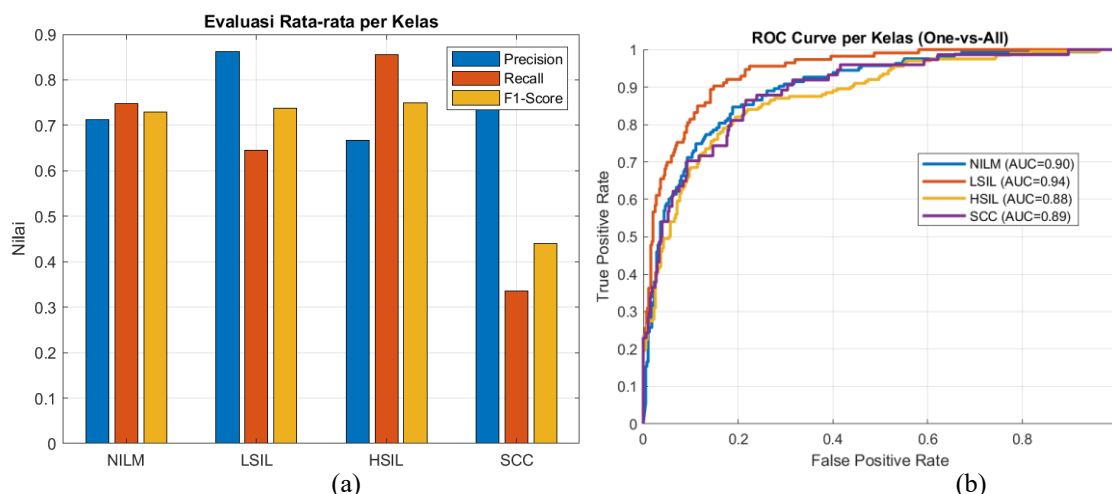 Evaluasi Rata-rata per Kelas
0.9
0.8
0.7
0.6
0.5
0.4
0.3
0.2
0.1
0
Nilai
Precision
Recall
F1-Score
NILM LSIL HSIL SCC
(a)
ROC Curve per Kelas (One-vs-All)
1
0.9
0.8
0.7
0.6
0.5
0.4
0.3
0.2
0.1
0
True Positive Rate
NILM (AUC=0.90)
LSIL (AUC=0.94)
HSIL (AUC=0.88)
SCC (AUC=0.89)
0 0.2 0.4 0.6 0.8
False Positive Rate
(b)